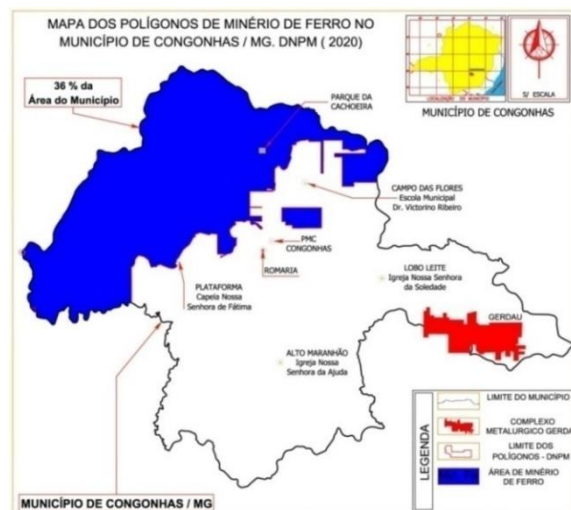 MAPA DOS POLÍGONOS DE MINÉRIO DE FERRO NO
MUNICÍPIO DE CONGONHAS / MG. DNPM ( 2020)
S/ ESCALA
MUNICÍPIO DE CONGONHAS
36 % da
Área do Município
PARQUE DA
CACHOEIRA
CAMPO DAS FLORES
Escola Municipal
Dr. Victorino Ribeiro
PMC
CONGONHAS
ROMARIA
PLATAFORMA
Capela Nossa
Senhora de Fátima
LOBO LEITE
Igreja Nossa Senhora
da Soledade
GERDAU
ALTO MARANHÃO
Igreja Nossa
Senhora da Ajuda
MUNICÍPIO DE CONGONHAS / MG
LEGENDA
LIMITE DO MUNICÍPIO
COMPLEXO
METALURGICO GERDA
LIMITE DOS
POLÍGONOS - DNPM
ÁREA DE MINÉRIO
DE FERRO